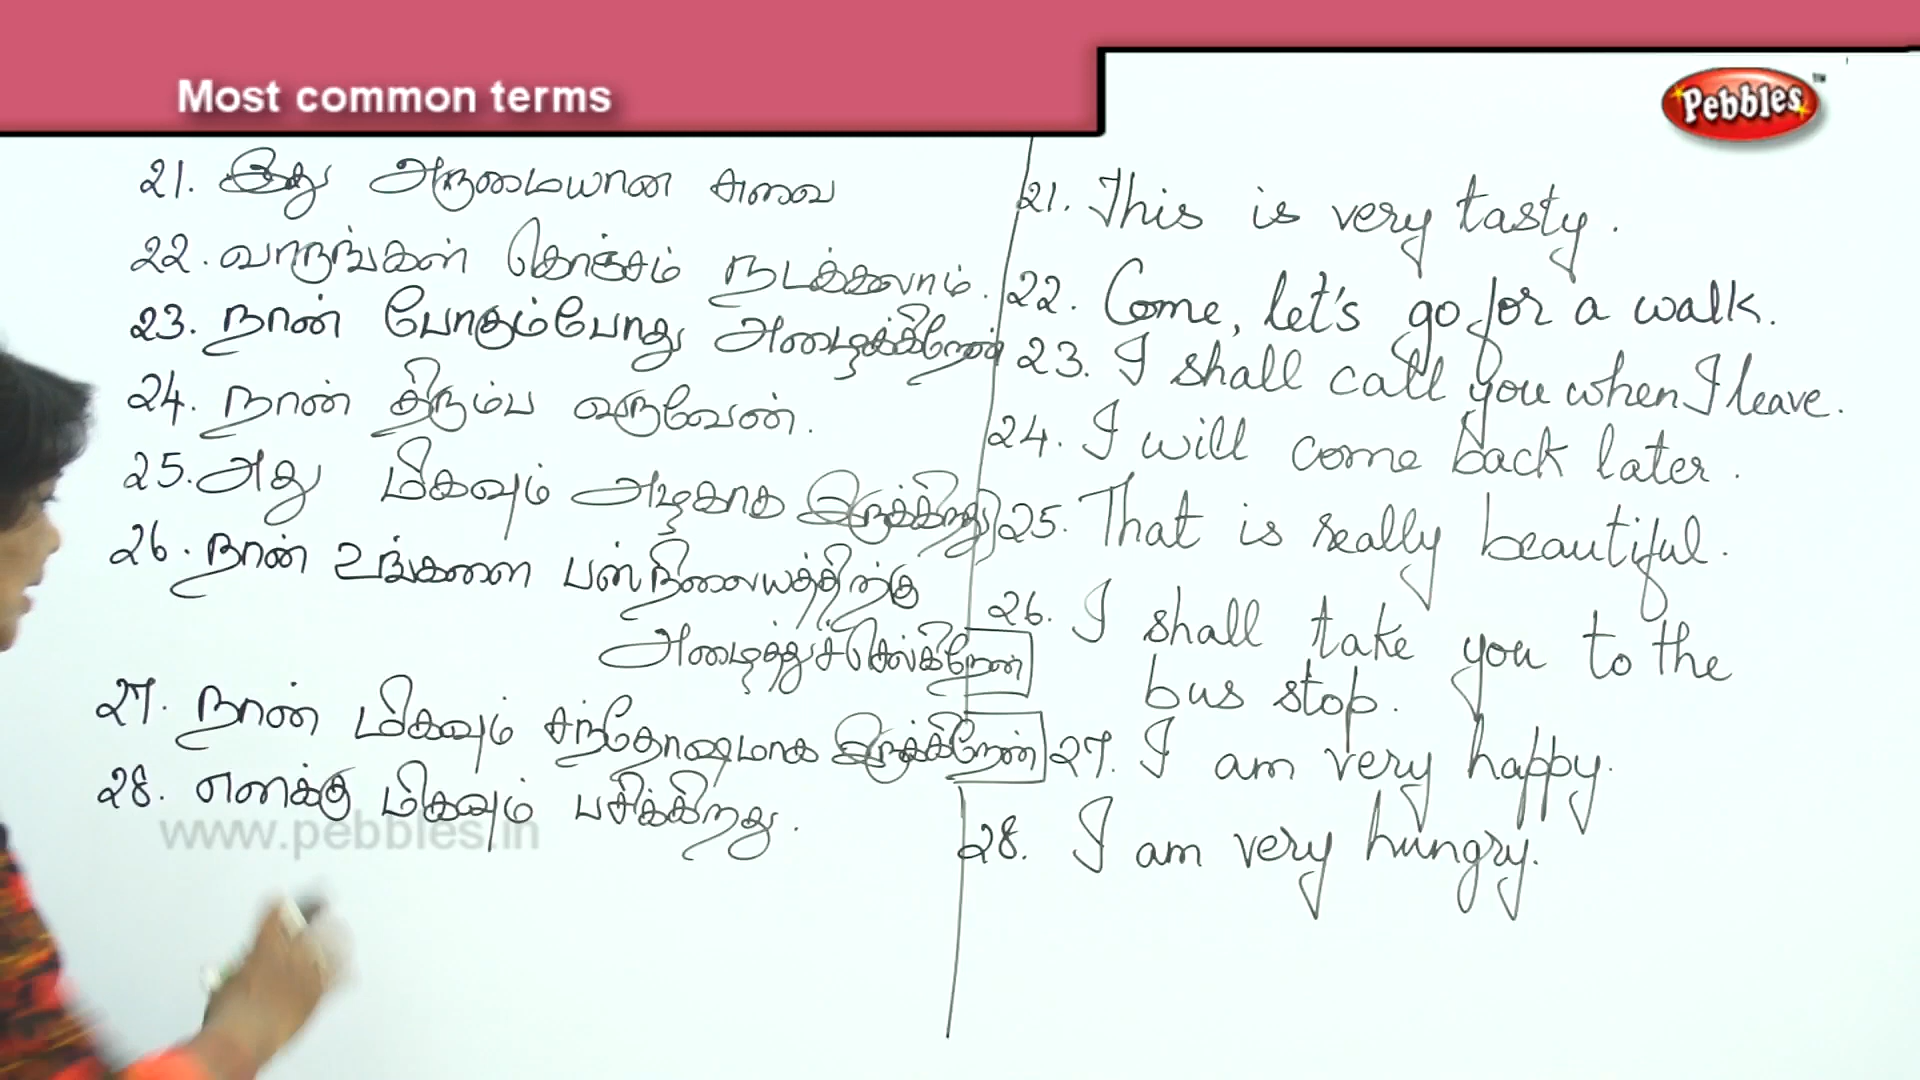 Most common terms
Pebbles™
21. இது அருமையான சுவை
22. வாருங்கள் கொஞ்சம் நடக்கலாம்.
23. நான் போகும்போது அழைக்கிறேன்
24. நான் திரும்ப வருவேன்.
25. அது மிகவும் அழகாக இருக்கிறது
26. நான் உங்களை பஸ்நிலையத்திற்கு
அழைத்துச்செல்கிறேன்
27. நான் மிகவும் சந்தோஷமாக இருக்கிறேன்
28. எனக்கு மிகவும் பசிக்கிறது.
www.pebbles.in
21. This is very tasty.
22. Come, let's go for a walk.
23. I shall call you when I leave.
24. I will come back later.
25. That is really beautiful.
26. I shall take you to the
bus stop.
27. I am very happy.
28. I am very hungry.